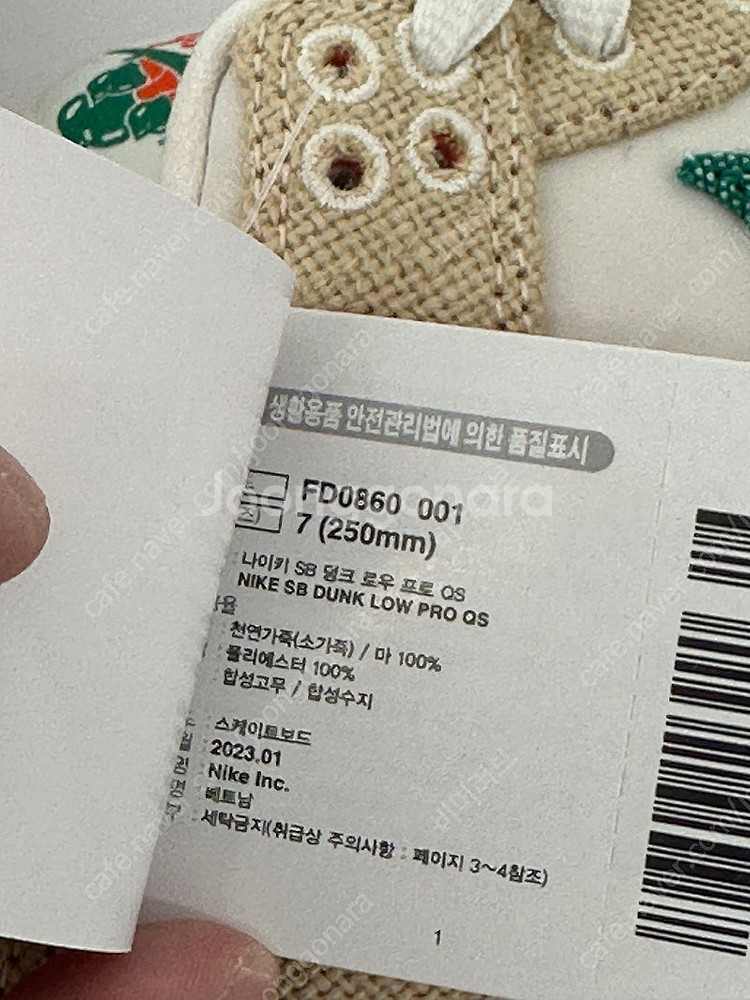 생활용품 안전관리법에 의한 품질표시
FD0860 001
7 (250mm)
: 나이키 SB 덩크 로우 프로 QS
NIKE SB DUNK LOW PRO QS
: 천연가죽(소가죽) / 마 100%
: 폴리에스터 100%
: 합성고무 / 합성수지
: 스케이트보드
: 2023.01
: Nike Inc.
: 베트남
: 세탁금지(취급상 주의사항 : 페이지 3~4참조)
1
Joonggonara
cafe.naver.com